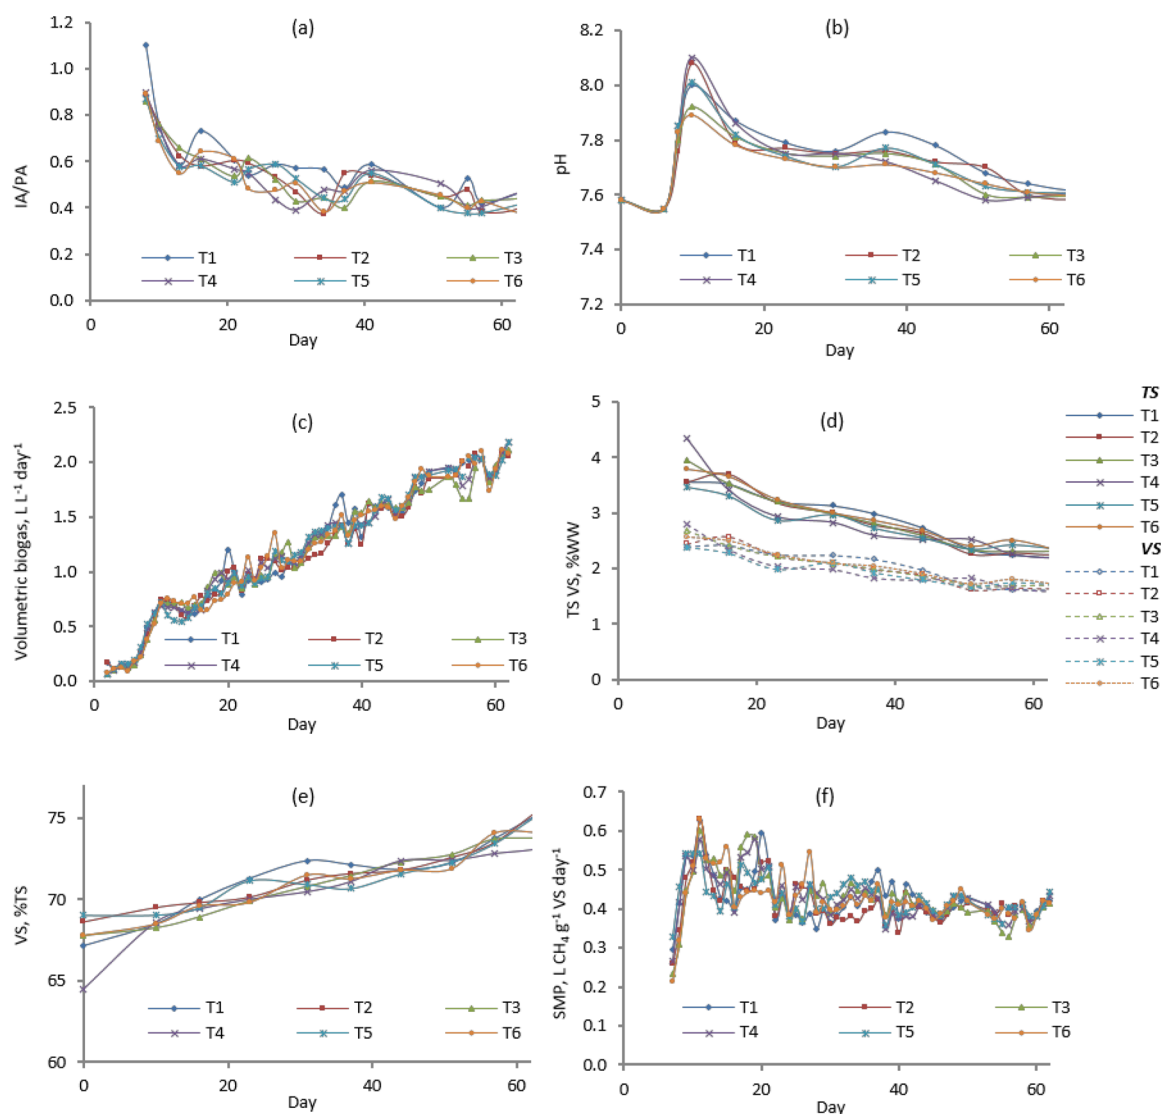 (a)
IA/PA
1.2
1.0
0.8
0.6
0.4
0.2
0.0
T1 T2 T3
T4 T5 T6
0 20 40 60
Day
(b)
pH
8.2
8.0
7.8
7.6
7.4
7.2
T1 T2 T3
T4 T5 T6
0 20 40 60
Day
(c)
Volumetric biogas, L L⁻¹ day⁻¹
2.5
2.0
1.5
1.0
0.5
0.0
T1 T2 T3
T4 T5 T6
0 20 40 60
Day
(d)
TS VS, %WW
5
4
3
2
1
0
0 20 40 60
Day
TS
T1
T2
T3
T4
T5
T6
VS
T1
T2
T3
T4
T5
T6
(e)
VS, %TS
75
70
65
60
T1 T2 T3
T4 T5 T6
0 20 40 60
Day
(f)
SMP, L CH₄ g⁻¹ VS day⁻¹
0.7
0.6
0.5
0.4
0.3
0.2
0.1
0.0
T1 T2 T3
T4 T5 T6
0 20 40 60
Day